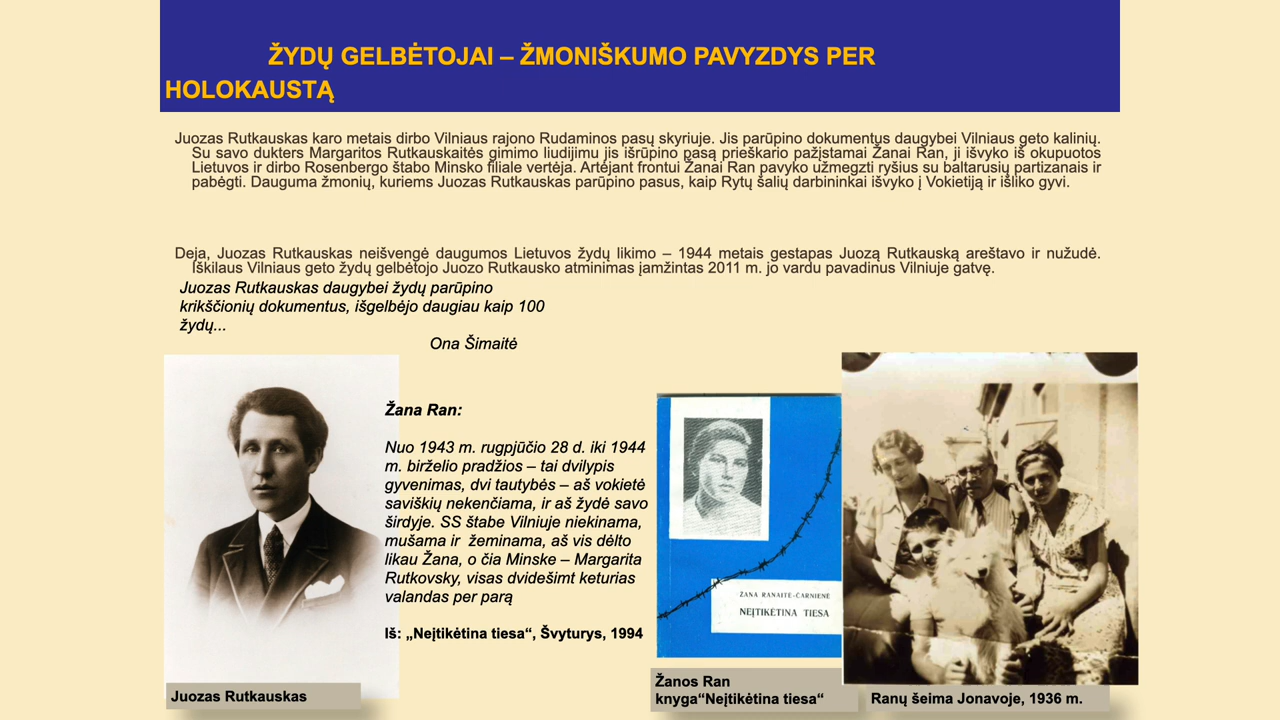 ŽYDŲ GELBĖTOJAI – ŽMONIŠKUMO PAVYZDYS PER
HOLOKAUSTĄ
Juozas Rutkauskas karo metais dirbo Vilniaus rajono Rudaminos pasų skyriuje. Jis parūpino dokumentus daugybei Vilniaus geto kalinių.
Su savo dukters Margaritos Rutkauskaitės gimimo liudijimu jis išrūpino pasą prieškario pažįstamai Žanai Ran, ji išvyko iš okupuotos
Lietuvos ir dirbo Rosenbergo štabo Minsko filiale vertėja. Artėjant frontui Žanai Ran pavyko užmegzti ryšius su baltarusių partizanais ir
pabėgti. Dauguma žmonių, kuriems Juozas Rutkauskas parūpino pasus, kaip Rytų šalių darbininkai išvyko į Vokietiją ir išliko gyvi.
Deja, Juozas Rutkauskas neišvengė daugumos Lietuvos žydų likimo – 1944 metais gestapas Juozą Rutkauską areštavo ir nužudė.
Iškilaus Vilniaus geto žydų gelbėtojo Juozo Rutkausko atminimas įamžintas 2011 m. jo vardu pavadinus Vilniuje gatvę.
Juozas Rutkauskas daugybei žydų parūpino
krikščionių dokumentus, išgelbėjo daugiau kaip 100
žydų...
Ona Šimaitė
Žana Ran:
Nuo 1943 m. rugpjūčio 28 d. iki 1944
m. birželio pradžios – tai dvilypis
gyvenimas, dvi tautybės – aš vokietė
saviškių nekenčiama, ir aš žydė savo
širdyje. SS štabe Vilniuje niekinama,
mušama ir žeminama, aš vis dėlto
likau Žana, o čia Minske – Margarita
Rutkovsky, visas dvidešimt keturias
valandas per parą
Iš: „Neįtikėtina tiesa“, Švyturys, 1994
ŽANA RANAITĖ-ČARNIENĖ
NEĮTIKĖTINA TIESA
Juozas Rutkauskas
Žanos Ran
knyga“Neįtikėtina tiesa“
Ranų šeima Jonavoje, 1936 m.